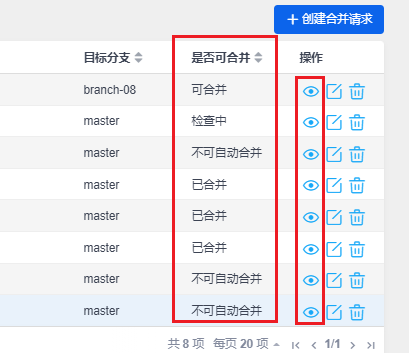 创建合并请求
目标分支 是否可合并 操作
branch-08 可合并
master 检查中
master 不可自动合并
master 已合并
master 已合并
master 已合并
master 不可自动合并
master 不可自动合并
共 8 项 每页 20 项 1/1